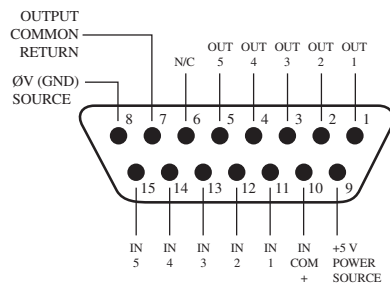 OUTPUT
COMMON
RETURN
ØV (GND)
SOURCE
N/C
OUT
5
OUT
4
OUT
3
OUT
2
OUT
1
8 7 6 5 4 3 2 1
15 14 13 12 11 10 9
IN
5
IN
4
IN
3
IN
2
IN
1
IN
COM
+
+5 V
POWER
SOURCE